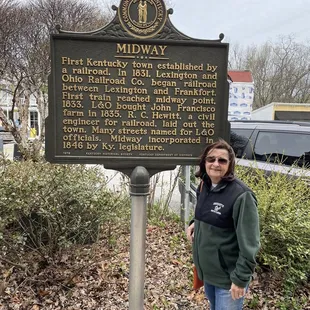 MIDWAY
First Kentucky town established by
a railroad. In 1831, Lexington and
Ohio Railroad Co. began railroad
between Lexington and Frankfort.
First train reached midway point,
1833. L&O bought John Francisco
farm in 1835. R. C. Hewitt, a civil
engineer for railroad, laid out the
town. Many streets named for L&O
officials. Midway incorporated in
1846 by Ky. legislature.